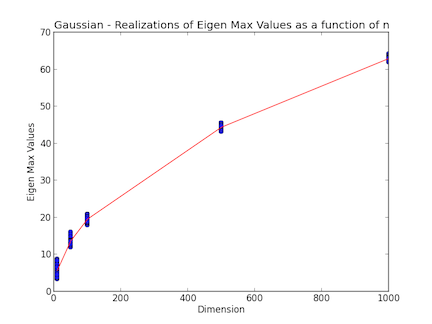 Gaussian - Realizations of Eigen Max Values as a function of n
70
60
50
40
30
20
10
0
Eigen Max Values
0 200 400 600 800 1000
Dimension